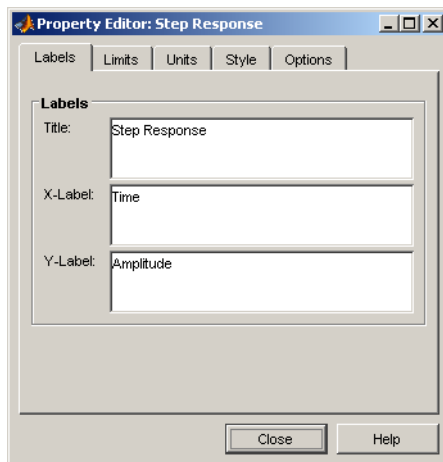 Property Editor: Step Response
Labels Limits Units Style Options
Labels
Title: Step Response
X-Label: Time
Y-Label: Amplitude
Close Help